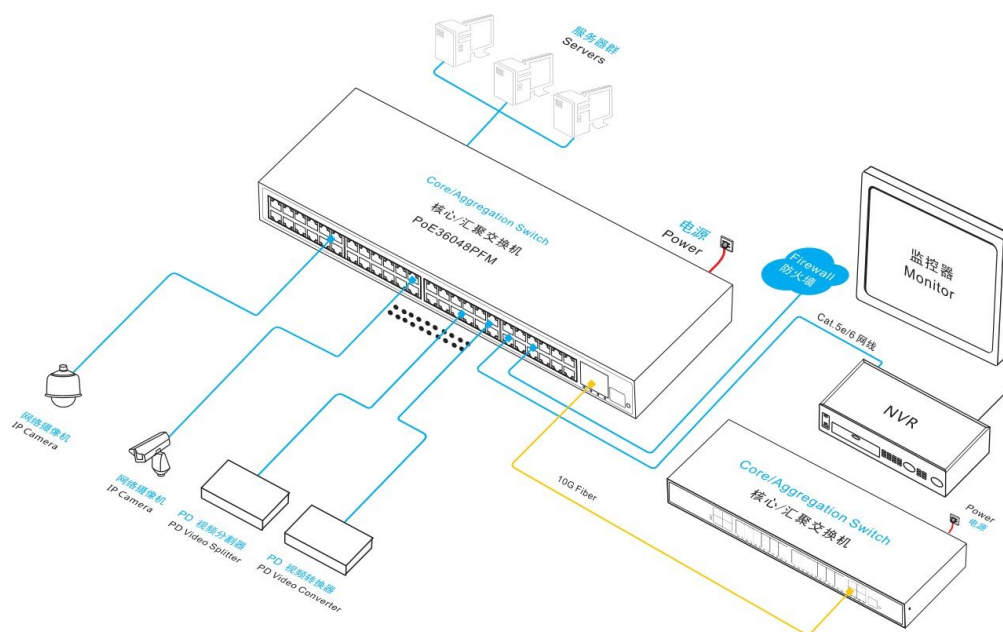 服务器群
Servers
Core/Aggregation Switch
核心/汇聚交换机
PoE36048PFM
电源
Power
Firewall
防火墙
监控器
Monitor
Cat.5e/6 网线
NVR
网络摄像机
IP Camera
网络摄像机
IP Camera
PD 视频分割器
PD Video Splitter
PD 视频转换器
PD Video Converter
10G Fiber
Core/Aggregation Switch
核心/汇聚交换机
Power
电源